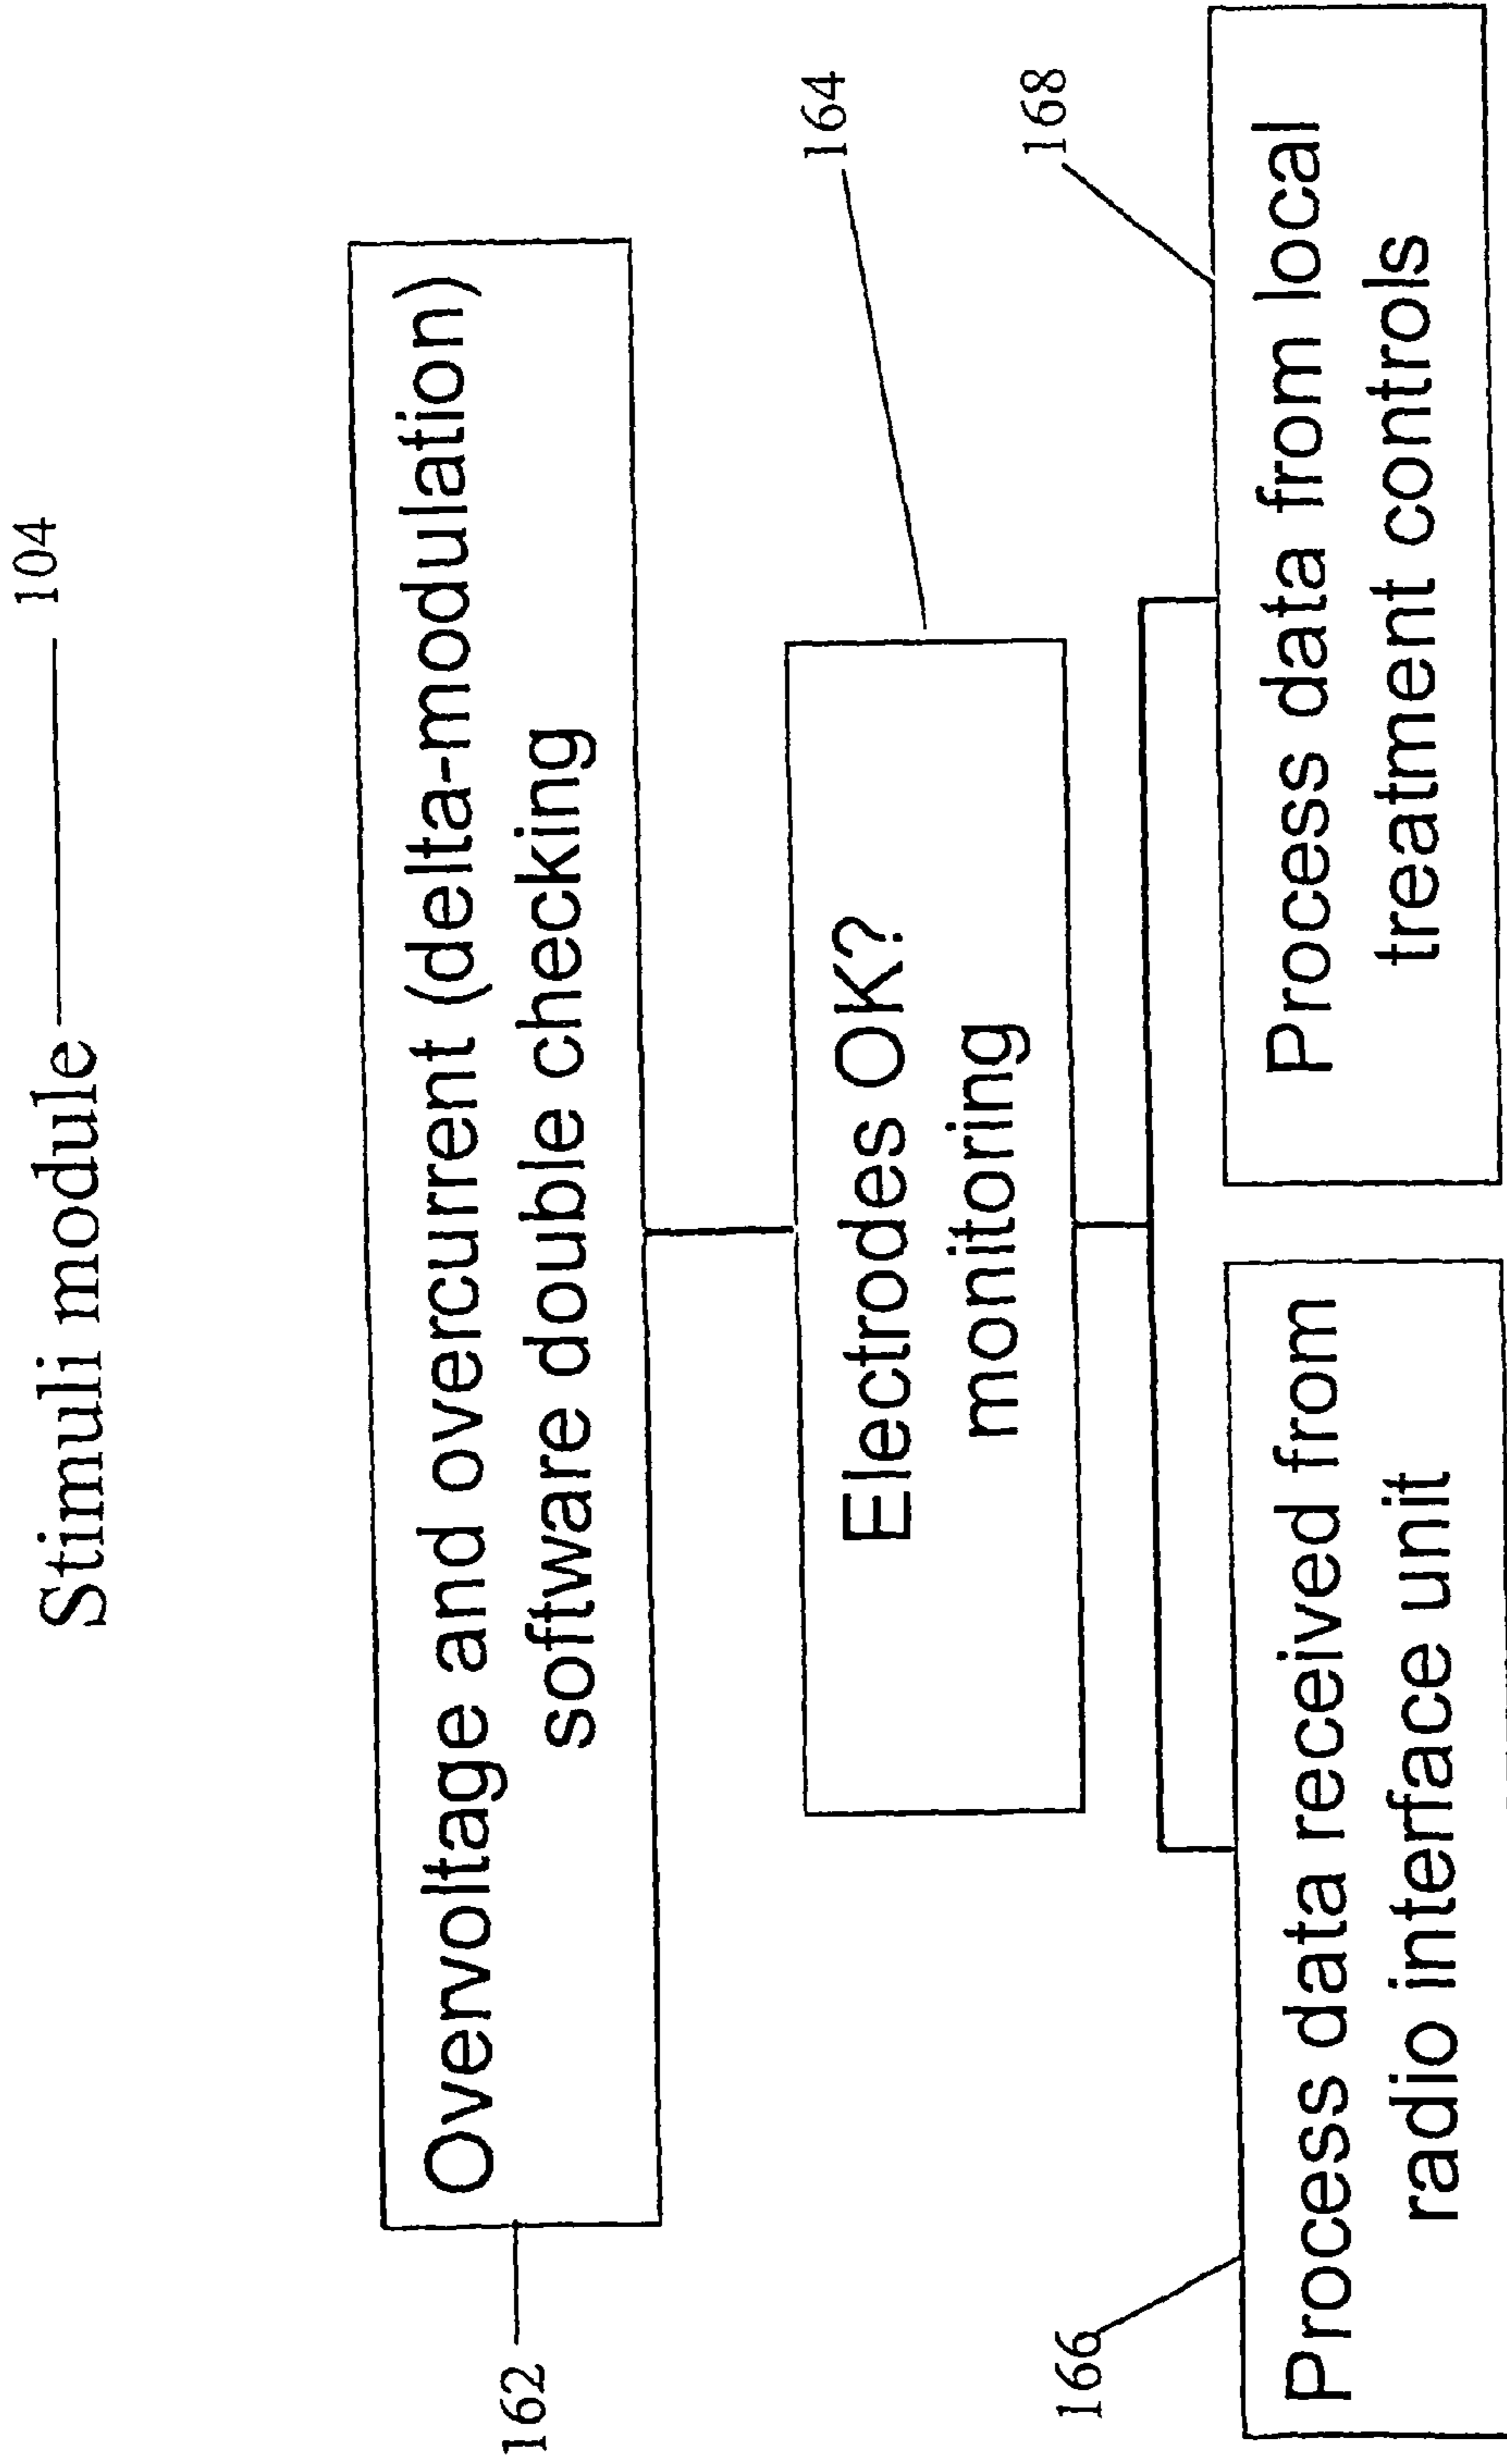 Stimuli module 104
162
Overvoltage and overcurrent (delta-modulation)
software double checking
164
Electrodes OK?
monitoring
166
Process data received from
radio interface unit
168
Process data from local
treatment controls